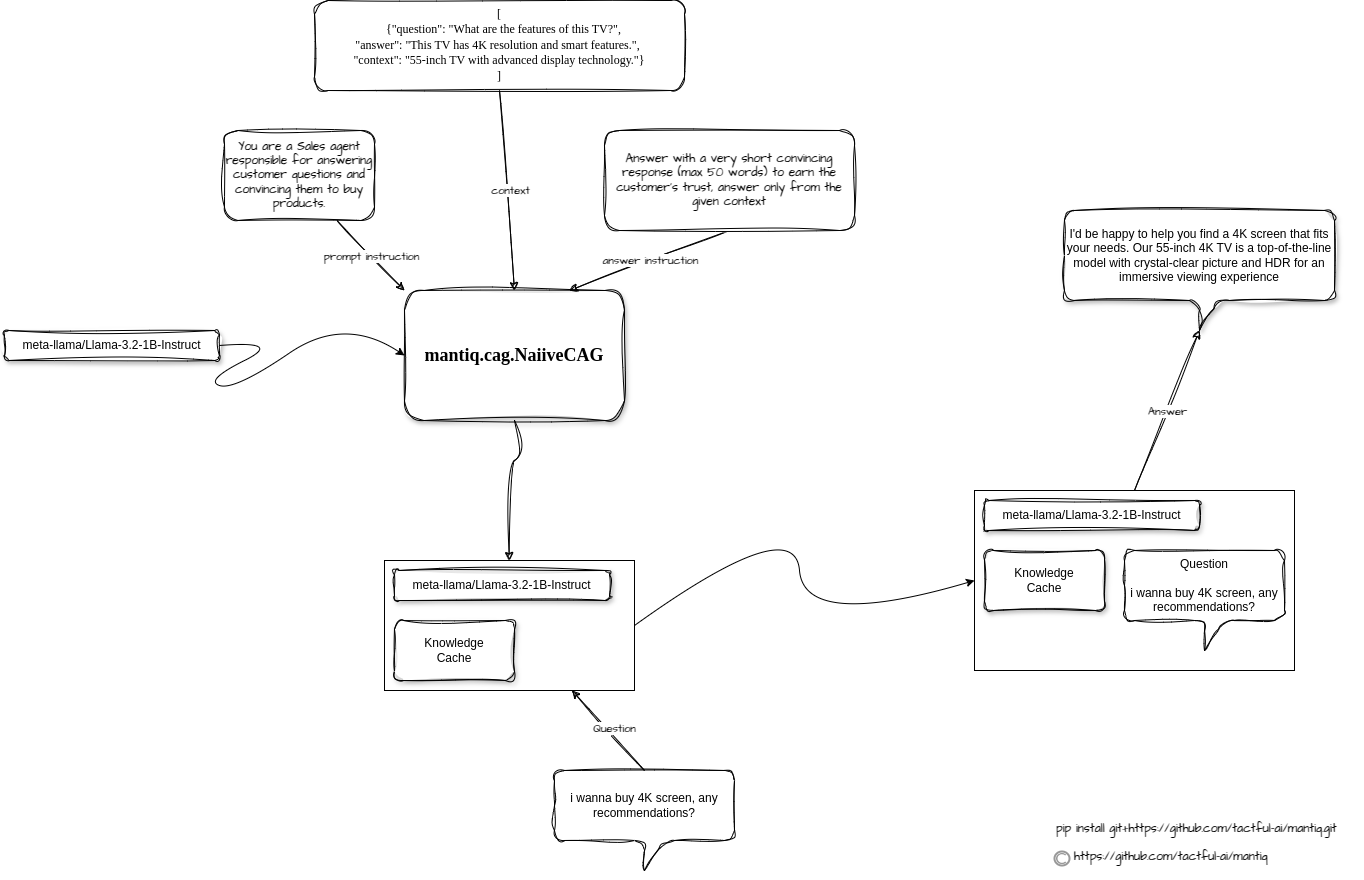 [
{"question": "What are the features of this TV?",
"answer": "This TV has 4K resolution and smart features.",
"context": "55-inch TV with advanced display technology."}
]
You are a Sales agent
responsible for answering
customer questions and
convincing them to buy
products.
Answer with a very short convincing
response (max 50 words) to earn the
customer's trust, answer only from the
given context
context
prompt instruction
answer instruction
I'd be happy to help you find a 4K screen that fits
your needs. Our 55-inch 4K TV is a top-of-the-line
model with crystal-clear picture and HDR for an
immersive viewing experience
meta-llama/Llama-3.2-1B-Instruct
mantiq.cag.NaiiveCAG
Answer
meta-llama/Llama-3.2-1B-Instruct
Knowledge
Cache
Question
i wanna buy 4K screen, any
recommendations?
meta-llama/Llama-3.2-1B-Instruct
Knowledge
Cache
Question
i wanna buy 4K screen, any
recommendations?
pip install git+https://github.com/tactful-ai/mantiq.git
© https://github.com/tactful-ai/mantiq